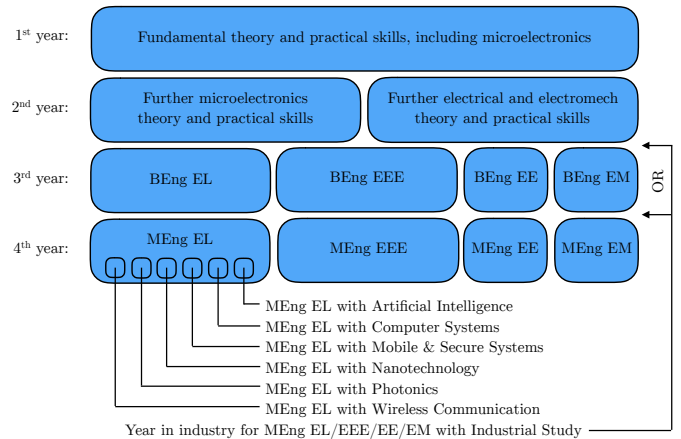 1st year:
Fundamental theory and practical skills, including microelectronics
2nd year:
Further microelectronics
theory and practical skills
Further electrical and electromech
theory and practical skills
3rd year:
BEng EL
BEng EEE
BEng EE
BEng EM
OR
4th year:
MEng EL
MEng EEE
MEng EE
MEng EM
MEng EL with Artificial Intelligence
MEng EL with Computer Systems
MEng EL with Mobile & Secure Systems
MEng EL with Nanotechnology
MEng EL with Photonics
MEng EL with Wireless Communication
Year in industry for MEng EL/EEE/EE/EM with Industrial Study